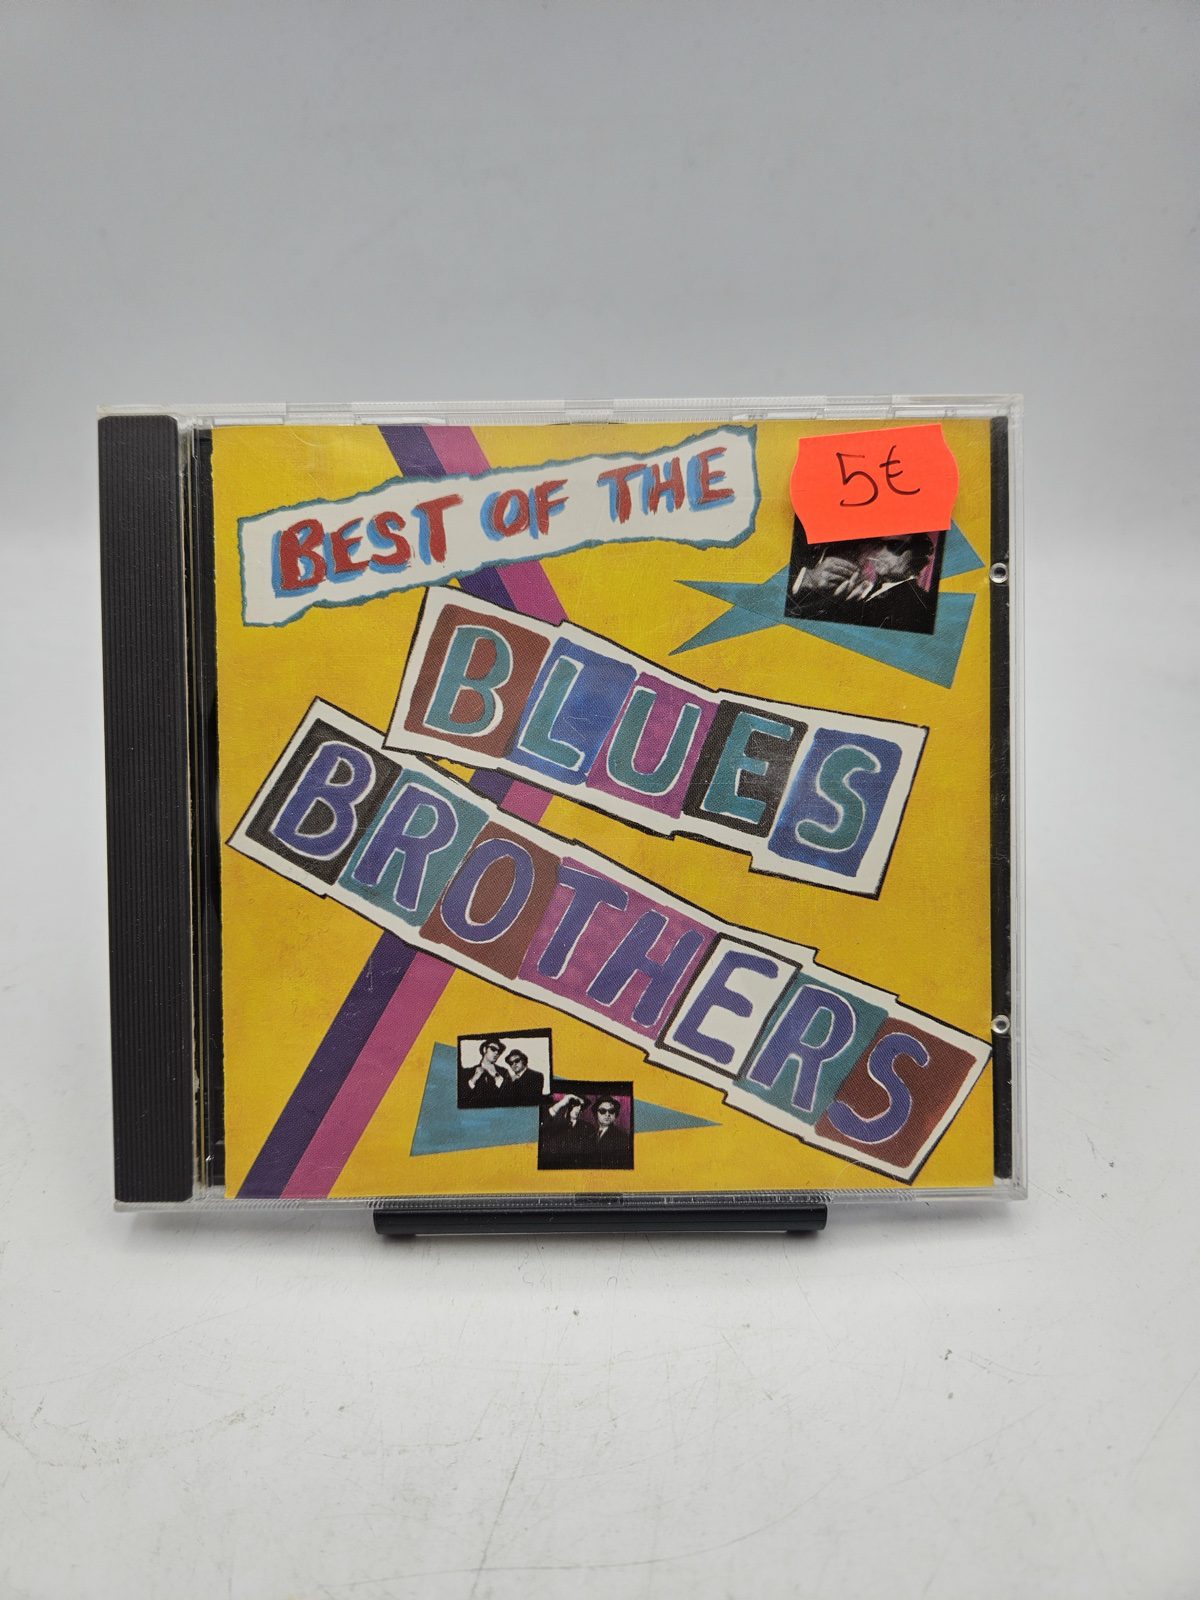 BEST OF THE
5€
BLUES
BROTHERS